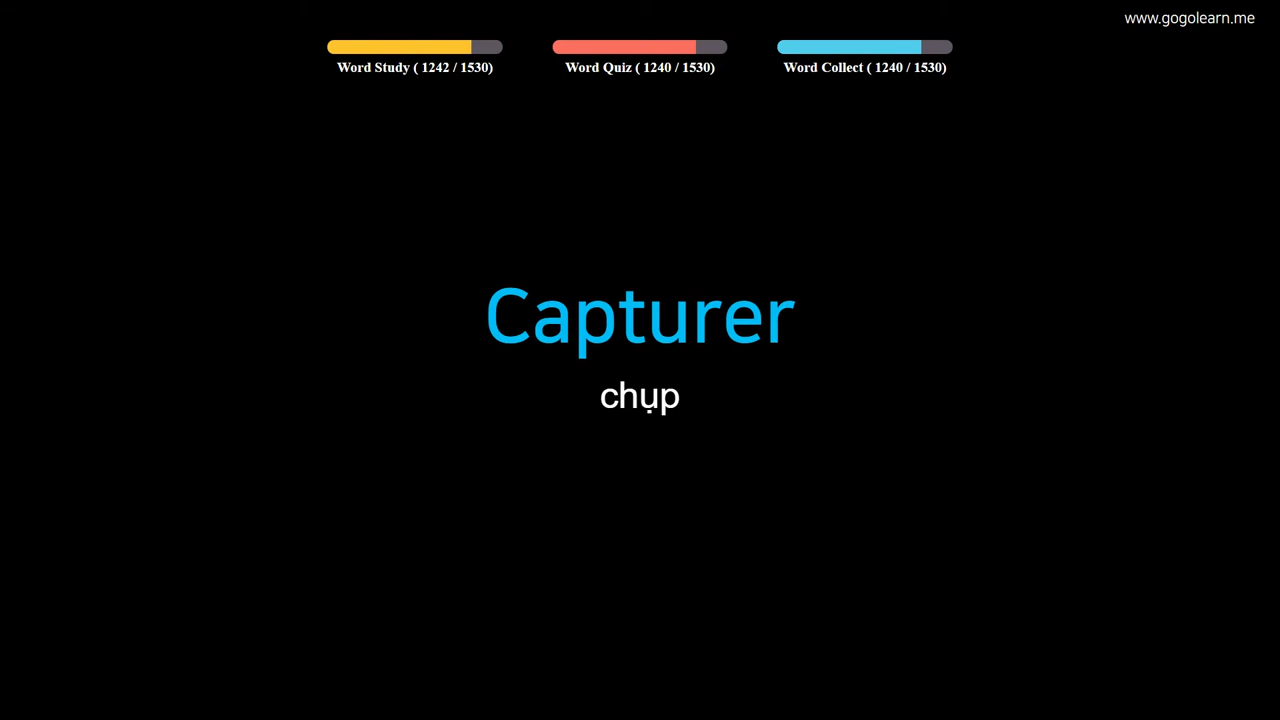 www.gogolearn.me
Word Study ( 1242 / 1530)
Word Quiz ( 1240 / 1530)
Word Collect ( 1240 / 1530)
Capturer
chụp